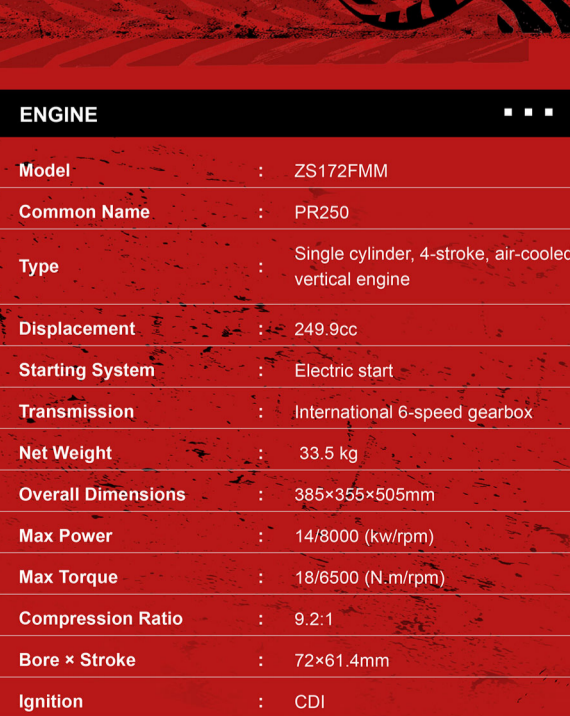 ENGINE
Model : ZS172FMM
Common Name : PR250
Type : Single cylinder, 4-stroke, air-cooled
vertical engine
Displacement : 249.9cc
Starting System : Electric start
Transmission : International 6-speed gearbox
Net Weight : 33.5 kg
Overall Dimensions : 385×355×505mm
Max Power : 14/8000 (kw/rpm)
Max Torque : 18/6500 (N.m/rpm)
Compression Ratio : 9.2:1
Bore × Stroke : 72×61.4mm
Ignition : CDI